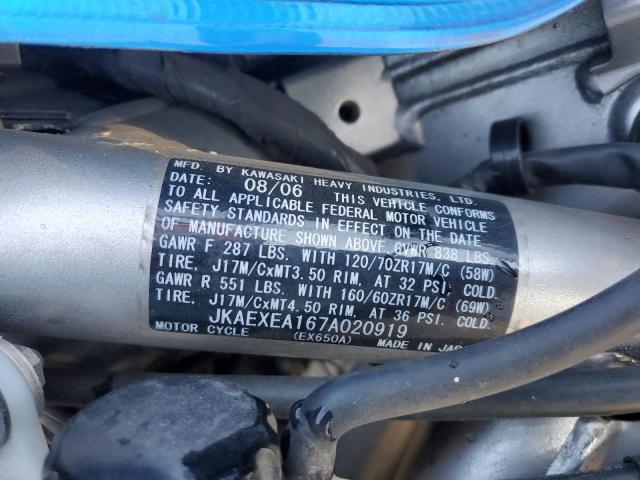 MFD. BY KAWASAKI HEAVY INDUSTRIES, LTD.
DATE: 08/06 THIS VEHICLE CONFORMS
TO ALL APPLICABLE FEDERAL MOTOR VEHICLE
SAFETY STANDARDS IN EFFECT ON THE DATE
OF MANUFACTURE SHOWN ABOVE. GVWR 838 LBS.
GAWR F 287 LBS. WITH 120/70ZR17M/C (58W)
TIRE, J17M/CxMT3.50 RIM, AT 32 PSI. COLD.
GAWR R 551 LBS. WITH 160/60ZR17M/C (69W)
TIRE, J17M/CxMT4.50 RIM, AT 36 PSI. COLD.
JKAEXEA167A020919
MOTOR CYCLE (EX650A) MADE IN JAP